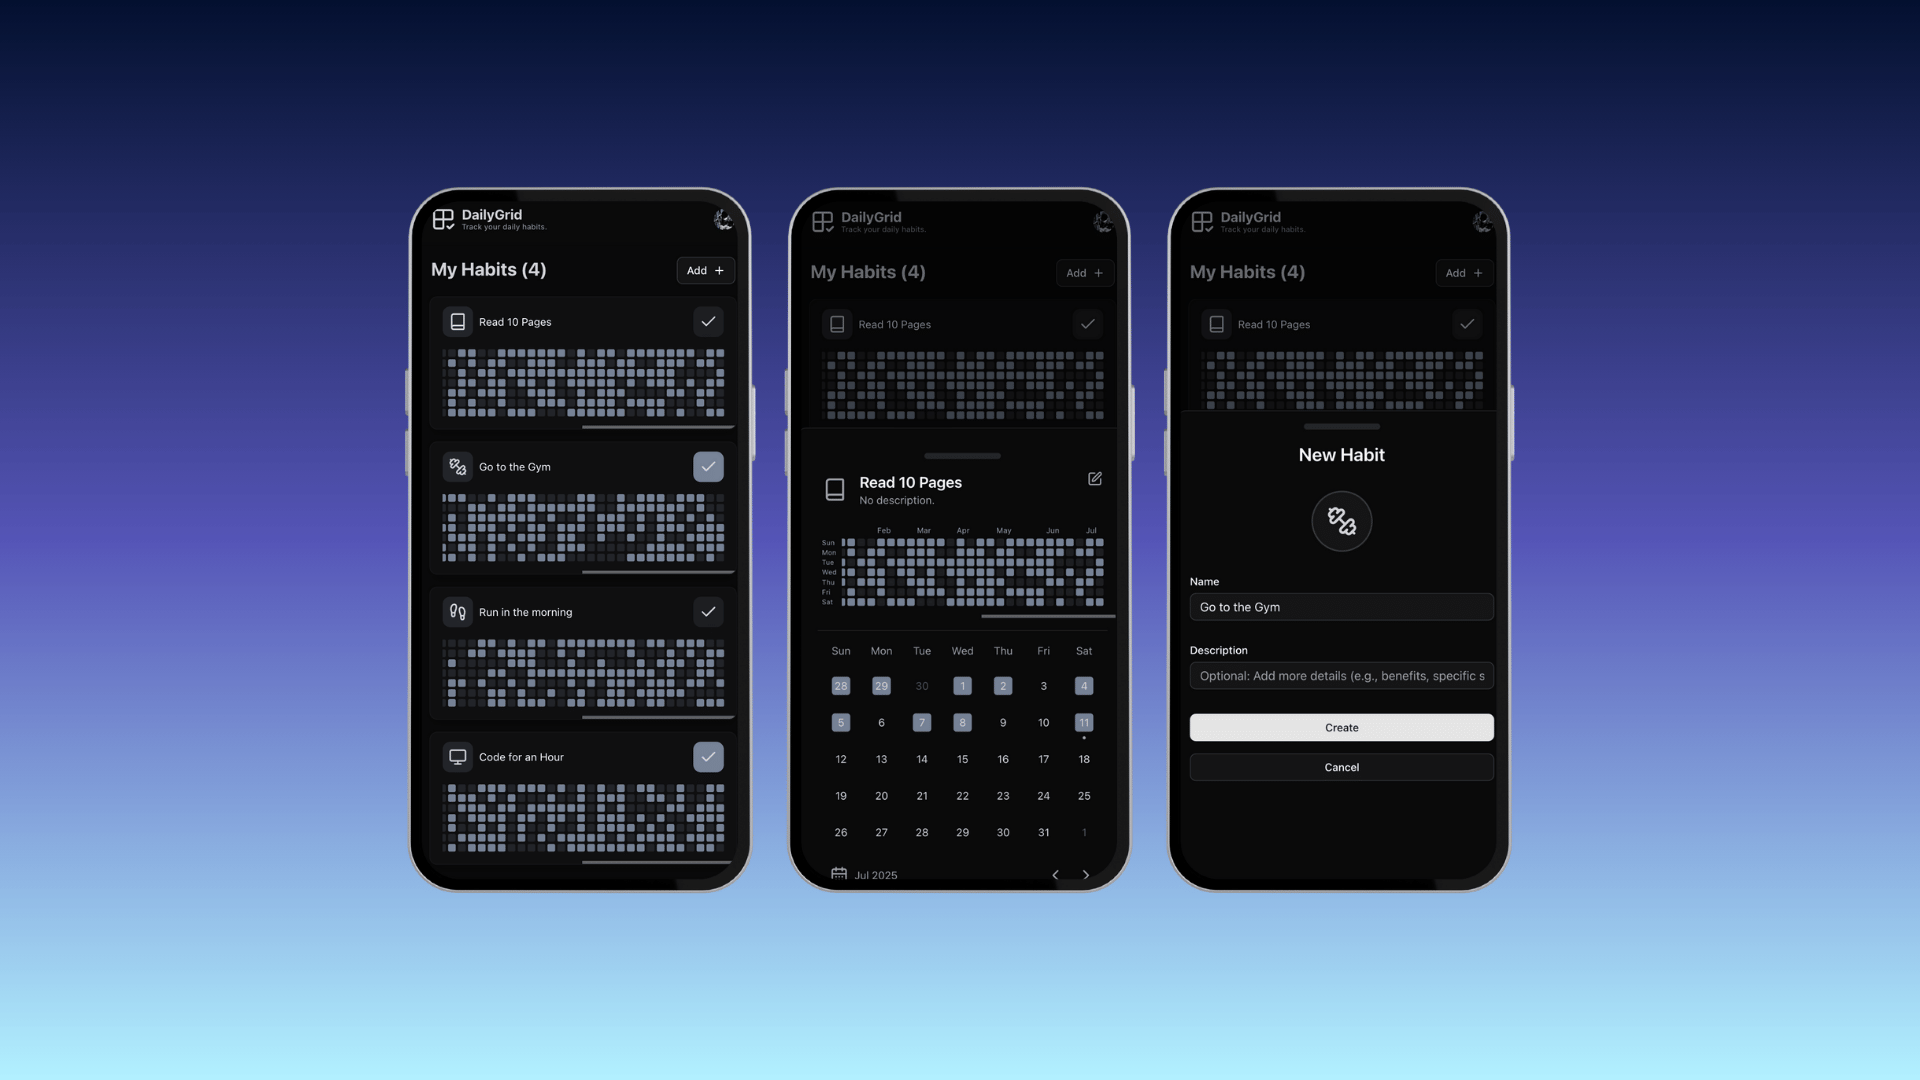 DailyGrid
Track your daily habits.
My Habits (4)
Add +
Read 10 Pages
Go to the Gym
Run in the morning
Code for an Hour
DailyGrid
Track your daily habits.
My Habits (4)
Add +
Read 10 Pages
Read 10 Pages
No description.
Feb Mar Apr May Jun Jul
Sun
Mon
Tue
Wed
Thu
Fri
Sat
Sun Mon Tue Wed Thu Fri Sat
28 29 30 1 2 3 4
5 6 7 8 9 10 11
12 13 14 15 16 17 18
19 20 21 22 23 24 25
26 27 28 29 30 31 1
Jul 2025
DailyGrid
Track your daily habits.
My Habits (4)
Add +
Read 10 Pages
New Habit
Name
Go to the Gym
Description
Optional: Add more details (e.g., benefits, specific s
Create
Cancel